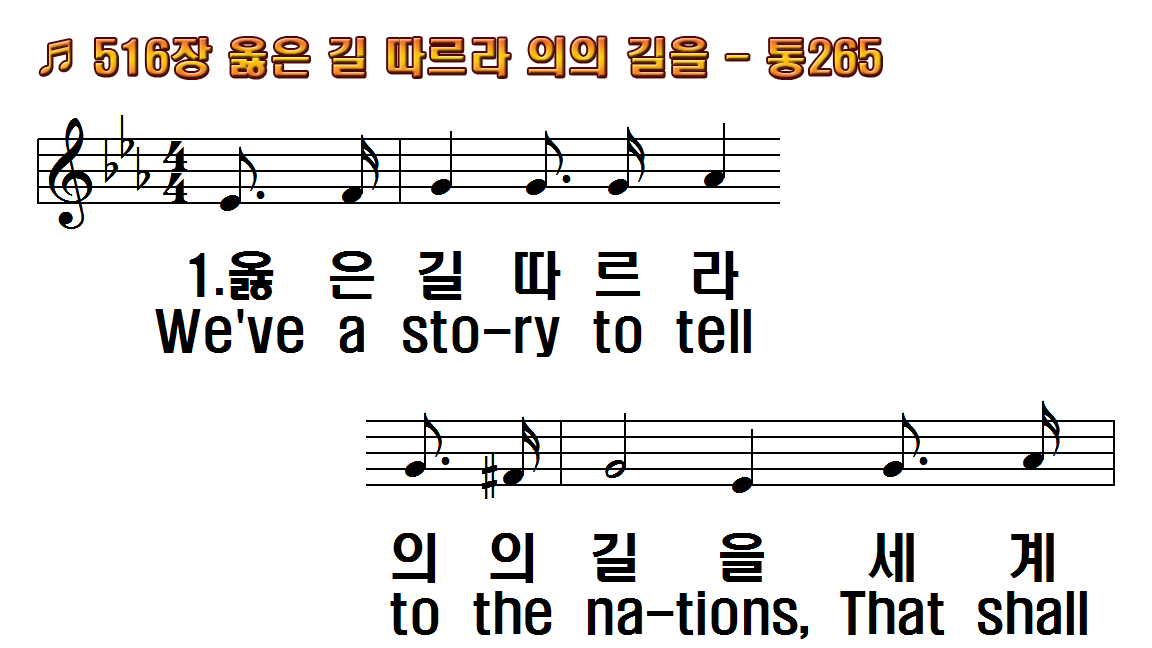 ♬ 516장 옳은 길 따르라 의의 길을 - 통265
4/4
1.옳 은 길 따 르 라
We've a sto-ry to tell
의 의 길 을 세 계
to the na-tions, That shall